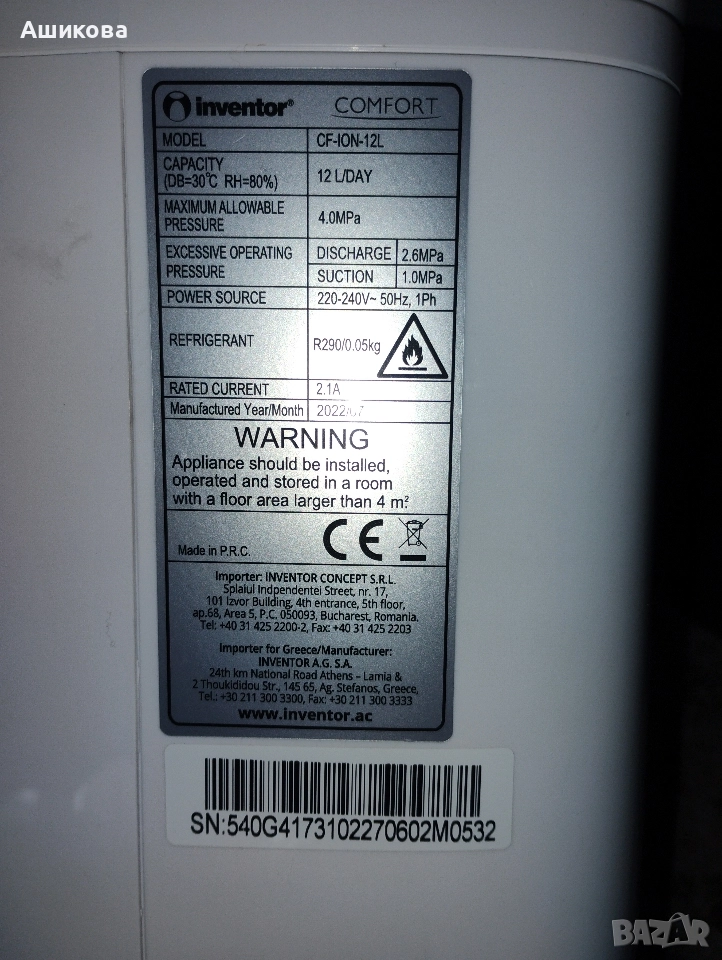 Ашикова
inventor® COMFORT
MODEL CF-ION-12L
CAPACITY
(DB=30℃ RH=80%) 12 L/DAY
MAXIMUM ALLOWABLE
PRESSURE 4.0MPa
EXCESSIVE OPERATING
PRESSURE
DISCHARGE 2.6MPa
SUCTION 1.0MPa
POWER SOURCE 220-240V~ 50Hz, 1Ph
REFRIGERANT R290/0.05kg
RATED CURRENT 2.1A
Manufactured Year/Month 2022/07
WARNING
Appliance should be installed,
operated and stored in a room
with a floor area larger than 4 m².
Made in P.R.C. CE
Importer: INVENTOR CONCEPT S.R.L.
Splaiul Indpendentei Street, nr. 17,
101 Izvor Building, 4th entrance, 5th floor,
ap.68, Area 5, P.C. 050093, Bucharest, Romania.
Tel: +40 31 425 2200-2, Fax: +40 31 425 2203
Importer for Greece/Manufacturer:
INVENTOR A.G. S.A.
24th km National Road Athens – Lamia &
2 Thoukididou Str., 145 65, Ag. Stefanos, Greece,
Tel.: +30 211 300 3300, Fax: +30 211 300 3333
www.inventor.ac
SN:540G4173102270602M0532
BAZAR